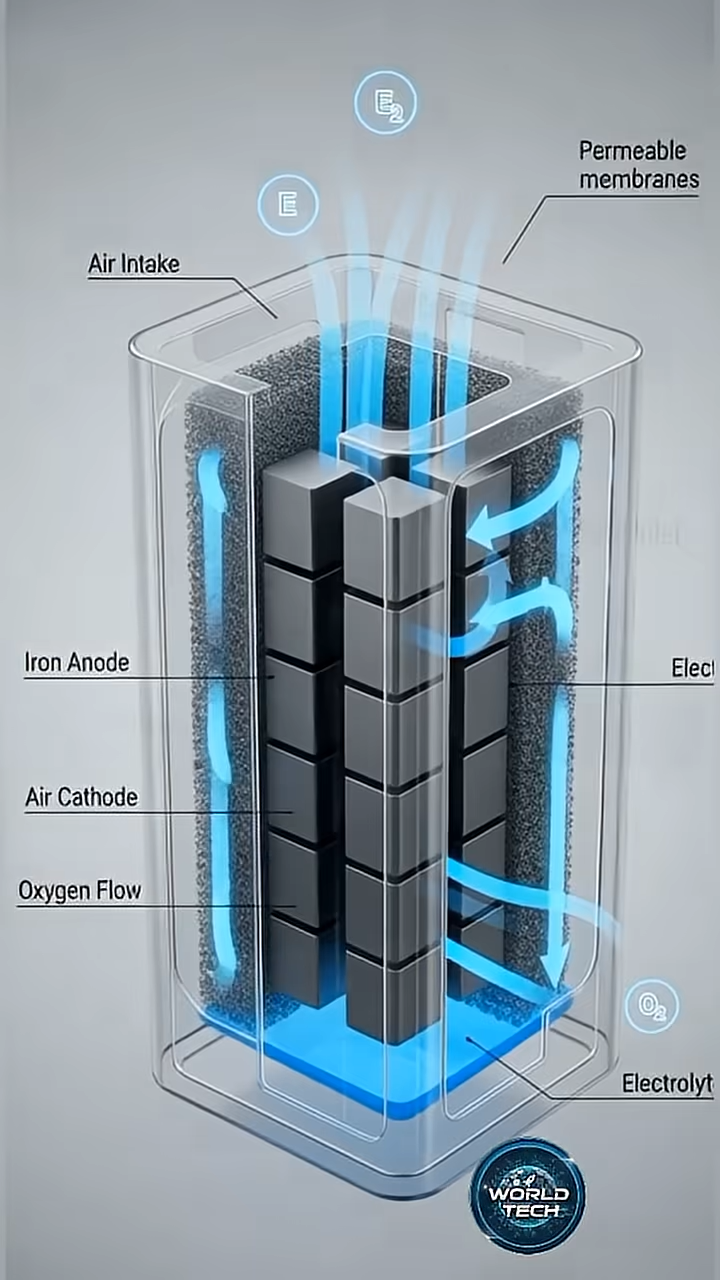 E2
Permeable
membranes
E
Air Intake
Iron Anode
Elect
Air Cathode
Oxygen Flow
O2
Electrolyt
WORLD
TECH